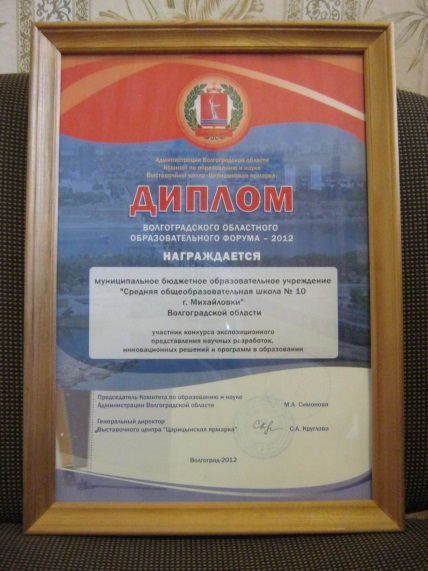 Администрация Волгоградской области
Комитет по образованию и науке
Выставочный центр «Царицынская ярмарка»
ДИПЛОМ
ВОЛГОГРАДСКОГО ОБЛАСТНОГО
ОБРАЗОВАТЕЛЬНОГО ФОРУМА – 2012
НАГРАЖДАЕТСЯ
муниципальное бюджетное образовательное учреждение
"Средняя общеобразовательная школа № 10
г. Михайловки"
Волгоградской области
участник конкурса экспозиционного
представления научных разработок,
инновационных решений и программ в образовании
Председатель Комитета по образованию и науке
Администрации Волгоградской области М.А. Симонова
Генеральный директор
Выставочного центра "Царицынская ярмарка" С.А. Круглова
Волгоград-2012